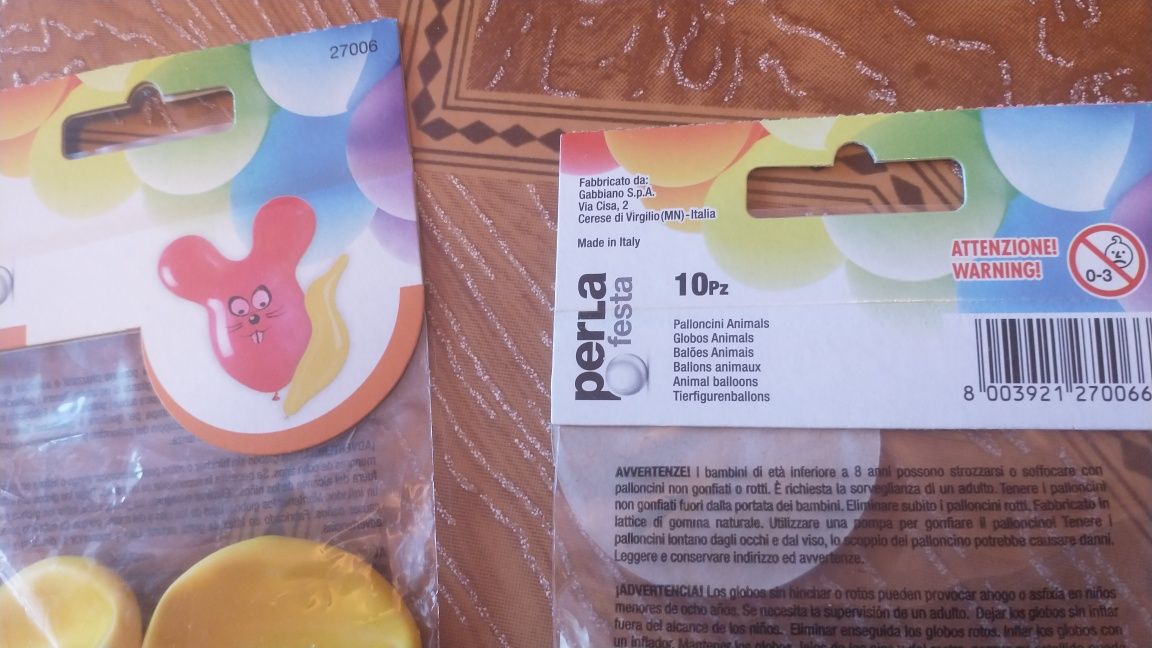 27006
Fabbricato da:
Gabbiano S.p.A.
Via Cisa, 2
Cerese di Virgilio (MN) - Italia
Made in Italy
perla
festa
10Pz
ATTENZIONE!
WARNING!
0-3
Palloncini Animals
Globos Animals
Balões Animais
Ballons animaux
Animal balloons
Tierfigurenballons
8 003921 270066
AVVERTENZE! I bambini di età inferiore a 8 anni possono strozzarsi o soffocare con
palloncini non gonfiati o rotti. È richiesta la sorveglianza di un adulto. Tenere i palloncini
non gonfiati fuori dalla portata dei bambini. Eliminare subito i palloncini rotti. Fabbricato in
lattice di gomma naturale. Utilizzare una pompa per gonfiare il palloncino! Tenere i
palloncini lontano dagli occhi e dal viso, lo scoppio del palloncino potrebbe causare danni.
Leggere e conservare indirizzo ed avvertenze.
¡ADVERTENCIA! Los globos sin hinchar o rotos pueden provocar ahogo o asfixia en niños
menores de ocho años. Se necesita la supervisión de un adulto. Dejar los globos sin inflar
fuera del alcance de los niños. Eliminar enseguida los globos rotos. Inflar los globos con
un inflador. Mantener los globos